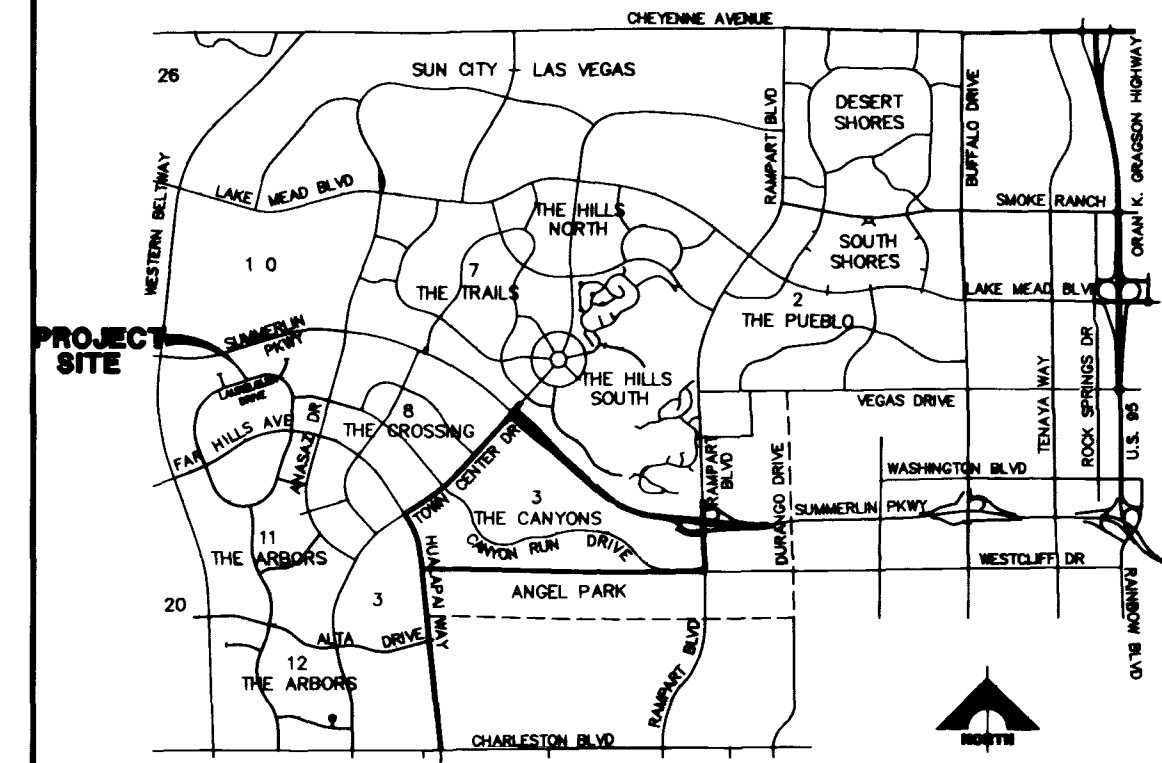 CHEYENNE AVENUE
26
SUN CITY - LAS VEGAS
DESERT
SHORES
RAMPART BLVD
BUFFALO DRIVE
ORAN K. GRAGSON HIGHWAY
WESTERN BELTWAY
LAKE MEAD BLVD
SMOKE RANCH
THE HILLS
NORTH
SOUTH
SHORES
10
7
THE TRAILS
LAKE MEAD BLVD
2
THE PUEBLO
PROJECT
SITE
SUMMERLIN
PKWY
THE HILLS
SOUTH
DRIVE
VEGAS DRIVE
TENAYA WAY
ROCK SPRINGS DR
U.S. 95
FAR HILLS AVE
ANASAZI DR
8
THE CROSSING
TOWN CENTER DR
RAMPART
BLVD
DURANGO DRIVE
WASHINGTON BLVD
SUMMERLIN PKWY
3
THE CANYONS
CANYON RUN DRIVE
WESTCLIFF DR
11
THE ARBORS
HUALAPAI WAY
ANGEL PARK
20
3
ALTA DRIVE
RAINBOW BLVD
12
THE ARBORS
RAMPART BLVD
CHARLESTON BLVD
NORTH